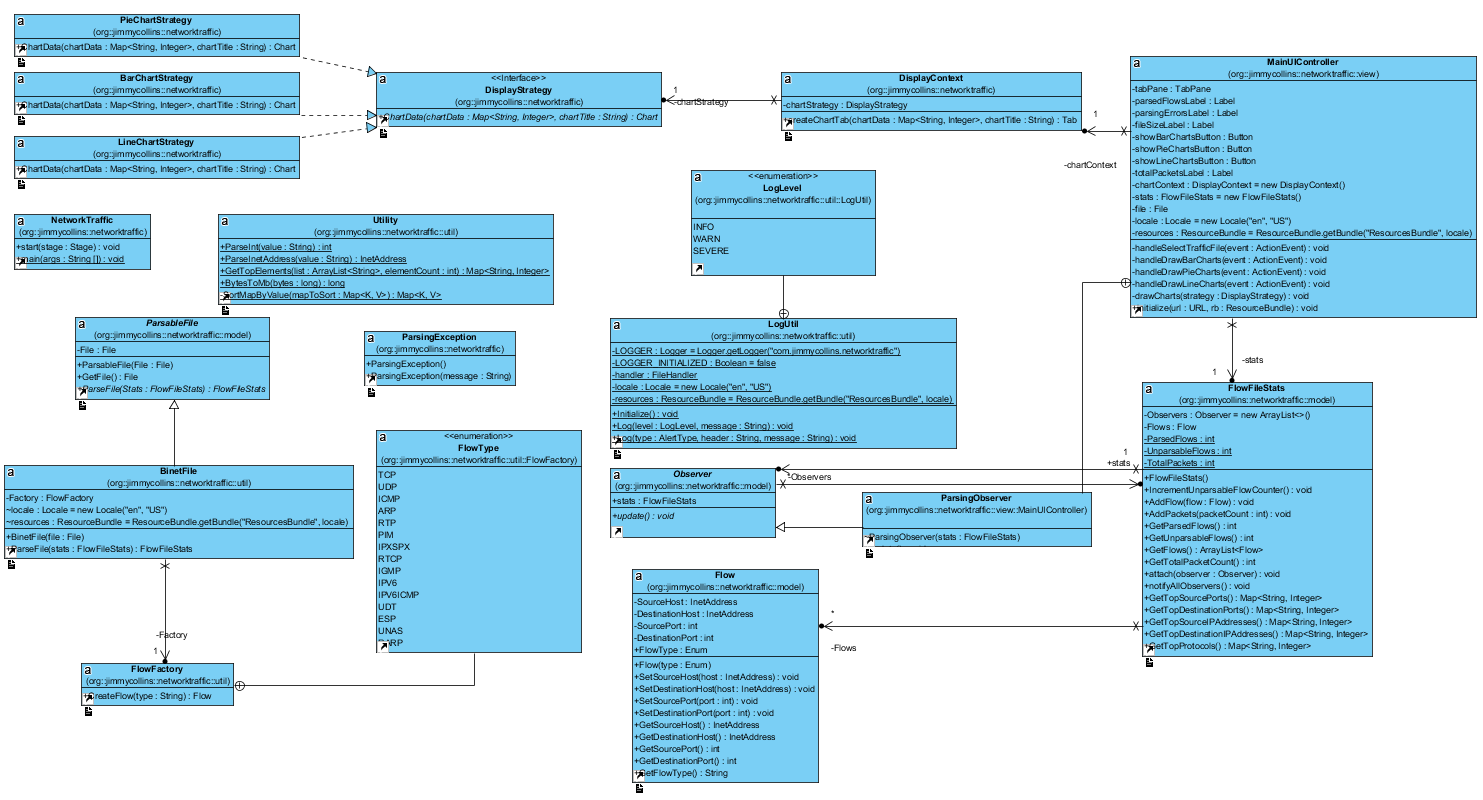 PieChartStrategy
(org::jimmycollins::networktraffic)
ChartData(chartData : Map<String, Integer>, chartTitle : String) : Chart
BarChartStrategy
(org::jimmycollins::networktraffic)
ChartData(chartData : Map<String, Integer>, chartTitle : String) : Chart
LineChartStrategy
(org::jimmycollins::networktraffic)
ChartData(chartData : Map<String, Integer>, chartTitle : String) : Chart
<<Interface>>
DisplayStrategy
(org::jimmycollins::networktraffic)
ChartData(chartData : Map<String, Integer>, chartTitle : String) : Chart
1
-chartStrategy
DisplayContext
(org::jimmycollins::networktraffic)
-chartStrategy : DisplayStrategy
createChartTab(chartData : Map<String, Integer>, chartTitle : String) : Tab
1
-chartContext
MainUIController
(org::jimmycollins::networktraffic::view)
-tabPane : TabPane
-parsedFlowsLabel : Label
-parsingErrorsLabel : Label
-fileSizeLabel : Label
-showBarChartsButton : Button
-showPieChartsButton : Button
-showLineChartsButton : Button
-totalPacketsLabel : Label
-chartContext : DisplayContext = new DisplayContext()
-stats : FlowFileStats = new FlowFileStats()
-file : File
-locale : Locale = new Locale("en", "US")
-resources : ResourceBundle = ResourceBundle.getBundle("ResourcesBundle", locale)
-handleSelectTrafficFile(event : ActionEvent) : void
-handleDrawBarCharts(event : ActionEvent) : void
-handleDrawPieCharts(event : ActionEvent) : void
-handleDrawLineCharts(event : ActionEvent) : void
-drawCharts(strategy : DisplayStrategy) : void
initialize(url : URL, rb : ResourceBundle) : void
<<enumeration>>
LogLevel
(org::jimmycollins::networktraffic::util::LogUtil)
INFO
WARN
SEVERE
NetworkTraffic
(org::jimmycollins::networktraffic)
+start(stage : Stage) : void
main(args : String []) : void
Utility
(org::jimmycollins::networktraffic::util)
+ParseInt(value : String) : int
+ParseInetAddress(value : String) : InetAddress
+GetTopElements(list : ArrayList<String>, elementCount : int) : Map<String, Integer>
+BytesToMb(bytes : long) : long
SortMapByValue(mapToSort : Map<K, V>) : Map<K, V>
ParsableFile
(org::jimmycollins::networktraffic::model)
-File : File
+ParsableFile(File : File)
+GetFile() : File
ParseFile(Stats : FlowFileStats) : FlowFileStats
ParsingException
(org::jimmycollins::networktraffic)
+ParsingException()
ParsingException(message : String)
LogUtil
(org::jimmycollins::networktraffic::util)
-LOGGER : Logger = Logger.getLogger("com.jimmycollins.networktraffic")
-LOGGER_INITIALIZED : Boolean = false
-handler : FileHandler
-locale : Locale = new Locale("en", "US")
-resources : ResourceBundle = ResourceBundle.getBundle("ResourcesBundle", locale)
+Initialize() : void
+Log(level : LogLevel, message : String) : void
Log(type : AlertType, header : String, message : String) : void
-stats
1
FlowFileStats
(org::jimmycollins::networktraffic::model)
-Observers : Observer = new ArrayList<>()
-Flows : Flow
-ParsedFlows : int
-UnparsableFlows : int
-TotalPackets : int
+FlowFileStats()
+IncrementUnparsableFlowCounter() : void
+AddFlow(flow : Flow) : void
+AddPackets(packetCount : int) : void
+GetParsedFlows() : int
+GetUnparsableFlows() : int
+GetFlows() : ArrayList<Flow>
+GetTotalPacketCount() : int
+attach(observer : Observer) : void
+notifyAllObservers() : void
+GetTopSourcePorts() : Map<String, Integer>
+GetTopDestinationPorts() : Map<String, Integer>
+GetTopSourceIPAddresses() : Map<String, Integer>
+GetTopDestinationIPAddresses() : Map<String, Integer>
GetTopProtocols() : Map<String, Integer>
1
+stats
BinetFile
(org::jimmycollins::networktraffic::util)
-Factory : FlowFactory
~locale : Locale = new Locale("en", "US")
~resources : ResourceBundle = ResourceBundle.getBundle("ResourcesBundle", locale)
+BinetFile(file : File)
ParseFile(stats : FlowFileStats) : FlowFileStats
<<enumeration>>
FlowType
(org::jimmycollins::networktraffic::util::FlowFactory)
TCP
UDP
ICMP
ARP
RTP
PIM
IPXSPX
RTCP
IGMP
IPV6
IPV6ICMP
UDT
ESP
UNAS
Observer
(org::jimmycollins::networktraffic::model)
+stats : FlowFileStats
+update() : void
*
-Observers
ParsingObserver
(org::jimmycollins::networktraffic::view::MainUIController)
ParsingObserver(stats : FlowFileStats)
Flow
(org::jimmycollins::networktraffic::model)
-SourceHost : InetAddress
-DestinationHost : InetAddress
-SourcePort : int
-DestinationPort : int
+FlowType : Enum
+Flow(type : Enum)
+SetSourceHost(host : InetAddress) : void
+SetDestinationHost(host : InetAddress) : void
+SetSourcePort(port : int) : void
+SetDestinationPort(port : int) : void
+GetSourceHost() : InetAddress
+GetDestinationHost() : InetAddress
+GetSourcePort() : int
+GetDestinationPort() : int
GetFlowType() : String
*
-Flows
-Factory
1
FlowFactory
(org::jimmycollins::networktraffic::util)
CreateFlow(type : String) : Flow